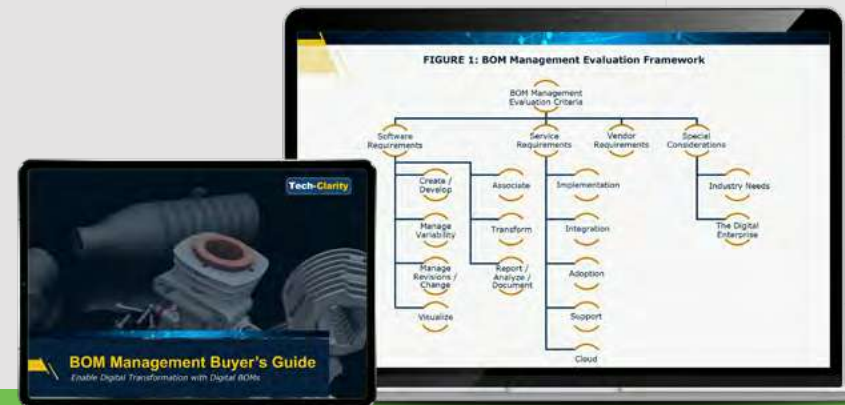 FIGURE 1: BOM Management Evaluation Framework
BOM Management
Evaluation Criteria
Software
Requirements
Service
Requirements
Vendor
Requirements
Special
Considerations
Create /
Develop
Associate
Implementation
Industry Needs
Manage
Variability
Transform
Integration
The Digital
Enterprise
Manage
Revisions /
Change
Report /
Analyze /
Document
Adoption
Visualize
Support
Cloud
Tech-Clarity
BOM Management Buyer's Guide
Enable Digital Transformation with Digital BOMs